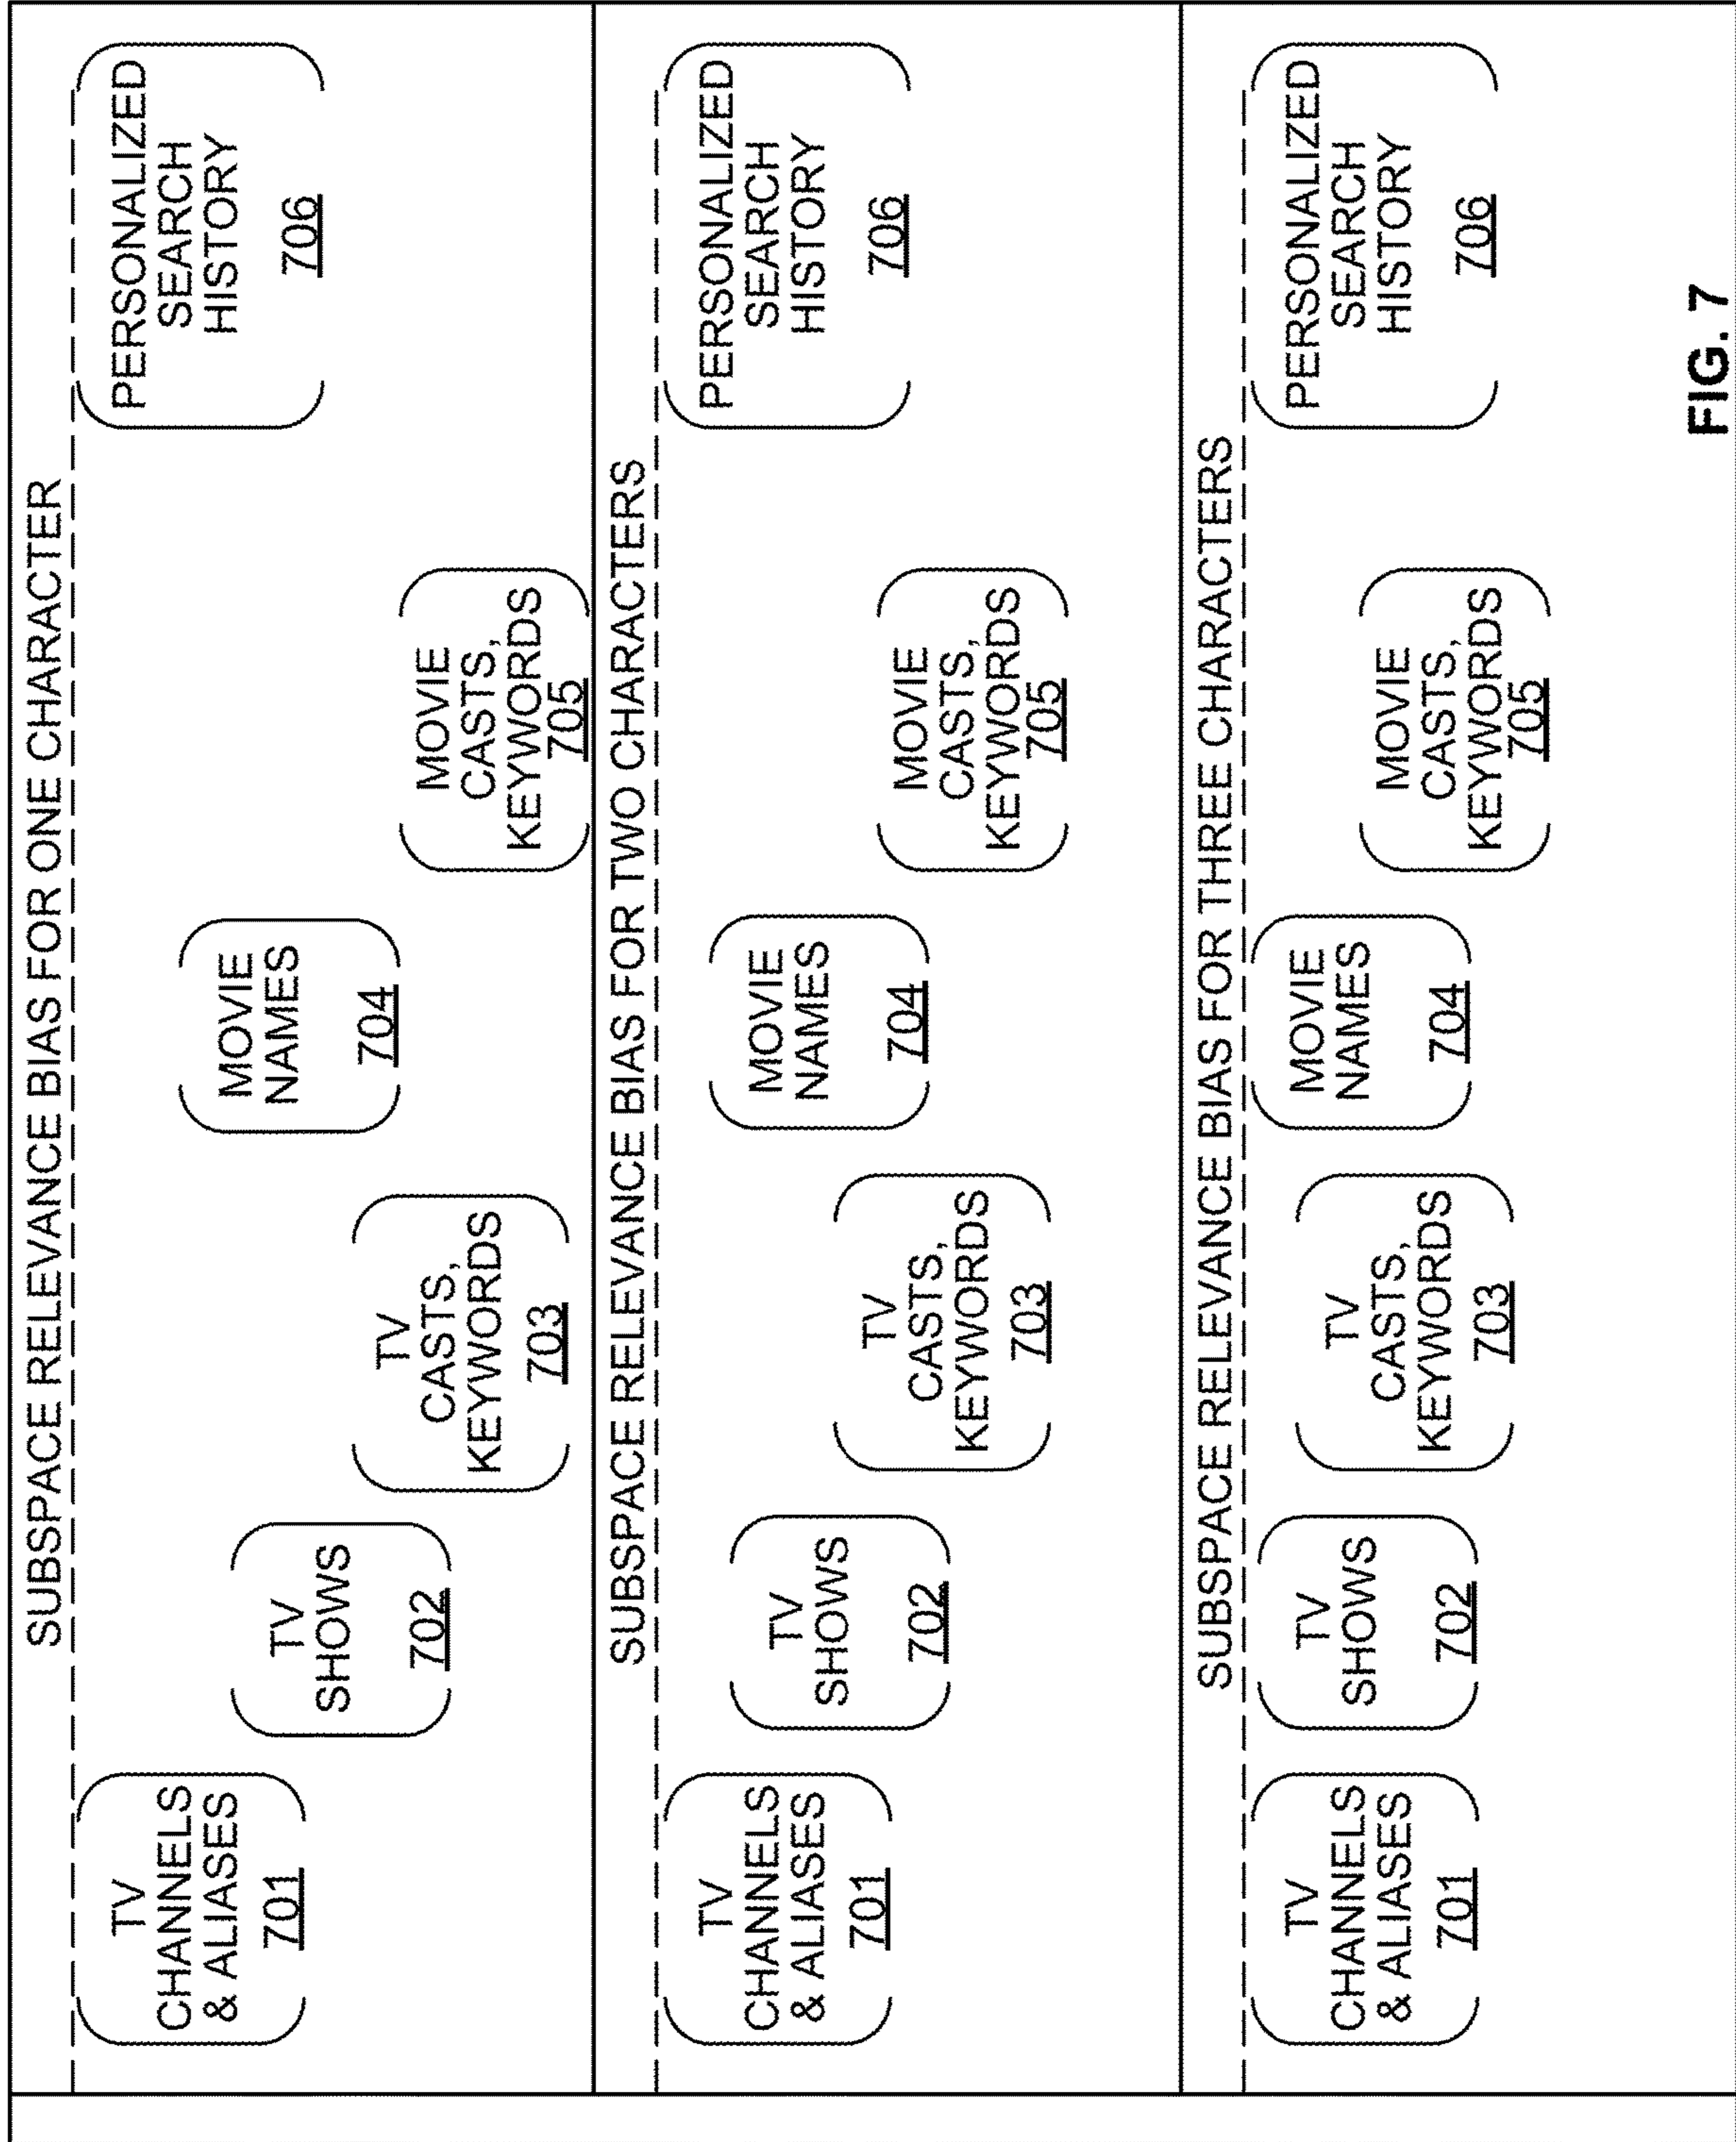 SUBSPACE RELEVANCE BIAS FOR ONE CHARACTER
TV
CHANNELS
& ALIASES
701
TV
SHOWS
702
TV
CASTS,
KEYWORDS
703
MOVIE
NAMES
704
MOVIE
CASTS,
KEYWORDS
705
PERSONALIZED
SEARCH
HISTORY
706
SUBSPACE RELEVANCE BIAS FOR TWO CHARACTERS
TV
CHANNELS
& ALIASES
701
TV
SHOWS
702
TV
CASTS,
KEYWORDS
703
MOVIE
NAMES
704
MOVIE
CASTS,
KEYWORDS
705
PERSONALIZED
SEARCH
HISTORY
706
SUBSPACE RELEVANCE BIAS FOR THREE CHARACTERS
TV
CHANNELS
& ALIASES
701
TV
SHOWS
702
TV
CASTS,
KEYWORDS
703
MOVIE
NAMES
704
MOVIE
CASTS,
KEYWORDS
705
PERSONALIZED
SEARCH
HISTORY
706
FIG. 7